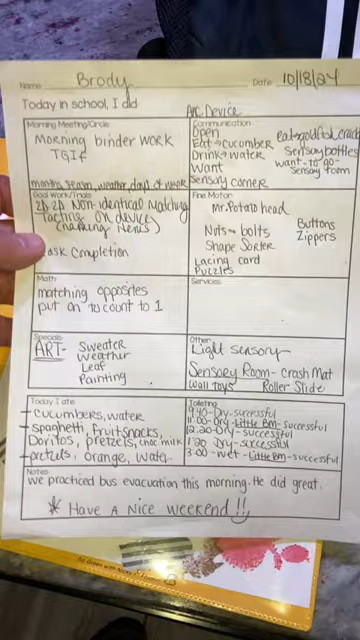 Name Brody Date 10/18/24
Today in school, I did
AAC Device
Morning Meeting/Circle
Morning binder work
TGIF
months, season, weather, days of week
Communication
Open
Eat → cucumber
Drink → water
Want
Sensory corner
eat → goldfish, crack
Sensory bottles
want - to go -
Sensory room
Goal Work/Trials
2D-2D Non-identical Matching
Tacting on device
(naming items)
Task completion
Fine Motor
Mr. Potato head
Nuts → bolts
Shape Sorter
Lacing card
Puzzles
Buttons
Zippers
Math
matching opposites
put on to count to 1
Services
Specials
ART - Sweater
Weather
Leaf
Painting
Other
Light sensory
Sensory Room - crash Mat
Wall toys Roller Slide
Today I ate
- cucumbers, water
- spaghetti, fruit snacks,
Doritos, pretzels, choc milk
- pretzels, orange, water
Toileting
9:40 - Dry - successful
11:00 - Dry - Little Bm - successful
12:20 - Dry - successful
1:20 Dry - successful
3:00 - wet - Little Bm - successful
Notes
we practiced bus evacuation this morning. He did great.
* Have a nice weekend!!